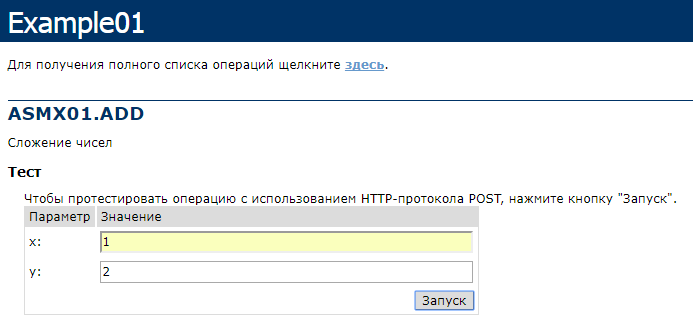 Example01
Для получения полного списка операций щелкните здесь.
ASMX01.ADD
Сложение чисел
Тест
Чтобы протестировать операцию с использованием HTTP-протокола POST, нажмите кнопку "Запуск".
Параметр Значение
x: 1
y: 2
Запуск